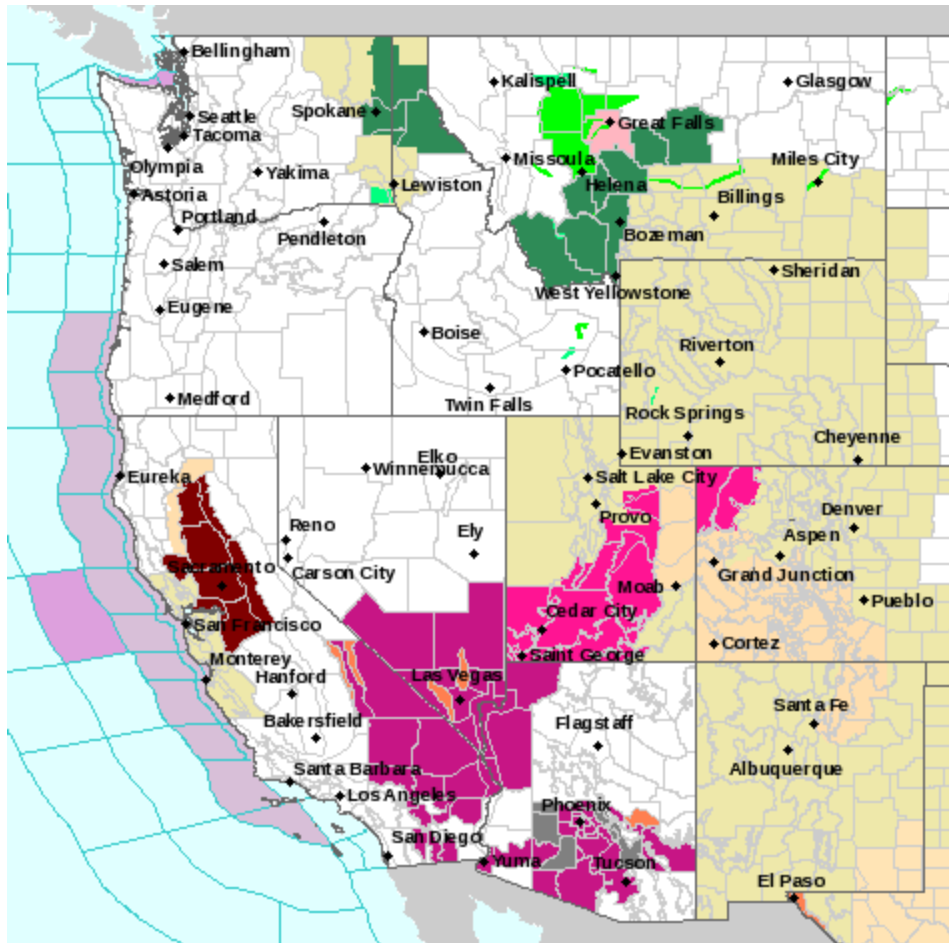 Bellingham
Kalispell
Glasgow
Spokane
Seattle
Great Falls
Tacoma
Olympia
Missoula
Miles City
Yakima
Helena
Lewiston
Astoria
Billings
Portland
Pendleton
Bozeman
Salem
Sheridan
West Yellowstone
Eugene
Boise
Riverton
Pocatello
Medford
Twin Falls
Rock Springs
Cheyenne
Elko
Evanston
Eureka
Winnemucca
Salt Lake City
Provo
Denver
Reno
Ely
Aspen
Sacramento
Carson City
Moab
Grand Junction
Pueblo
Cedar City
San Francisco
Cortez
Saint George
Monterey
Hanford
Las Vegas
Santa Fe
Bakersfield
Flagstaff
Albuquerque
Santa Barbara
Los Angeles
Phoenix
San Diego
Yuma
Tucson
El Paso